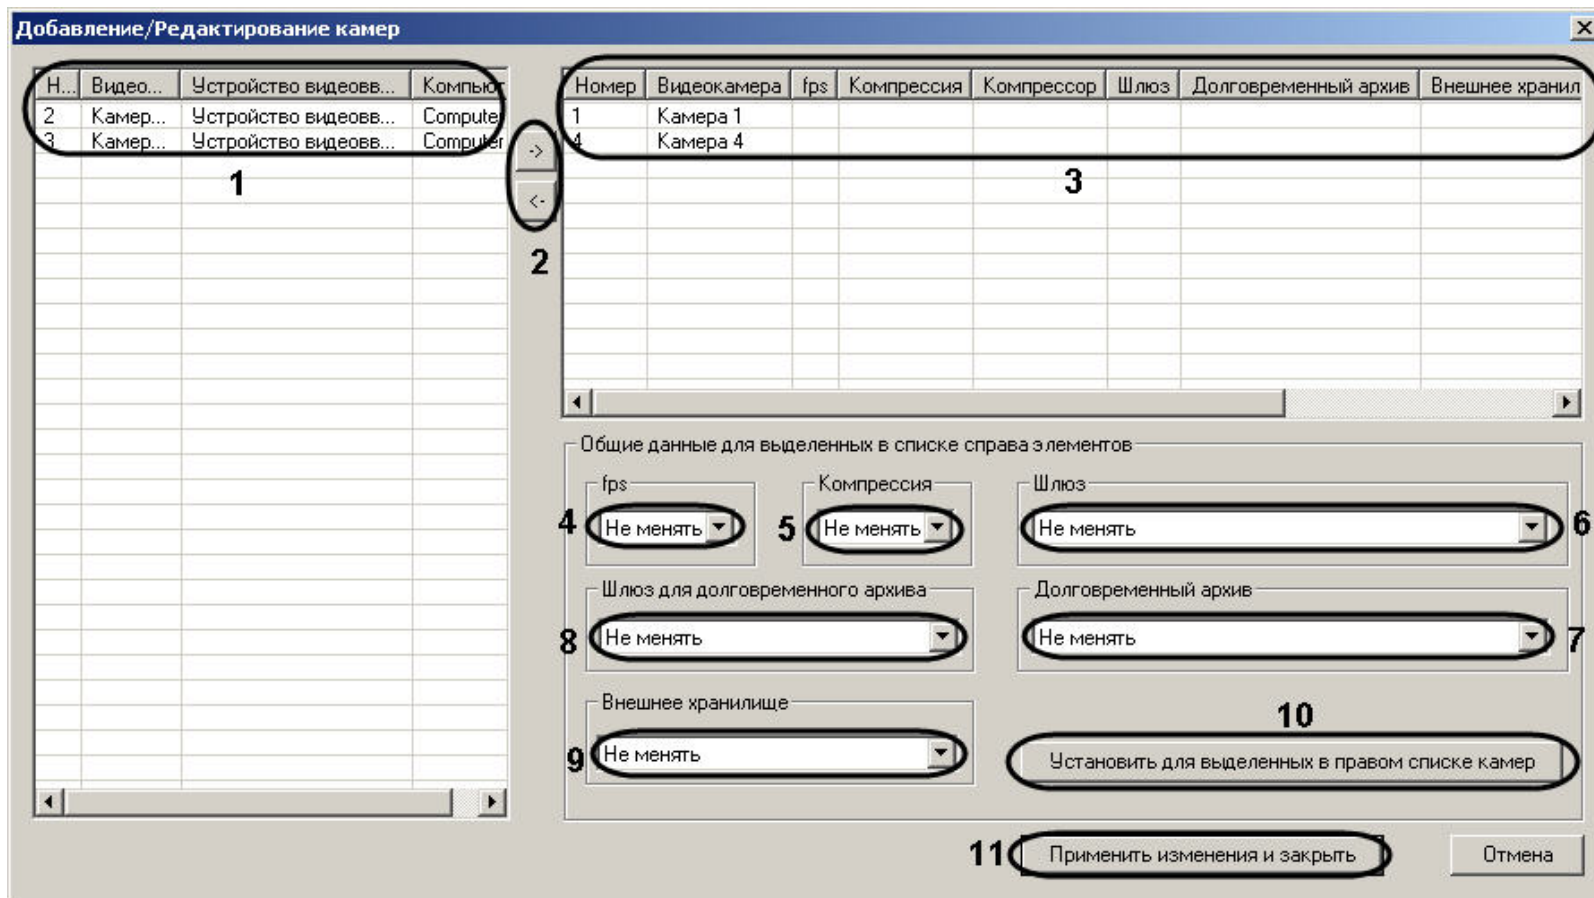 Добавление/Редактирование камер
Н... Видео... Устройство видеовв... Компьют
2 Камер... Устройство видеовв... Computer
3 Камер... Устройство видеовв... Computer
1
->
<-
2
Номер Видеокамера fps Компрессия Компрессор Шлюз Долговременный архив Внешнее хранил
1 Камера 1
4 Камера 4
3
Общие данные для выделенных в списке справа элементов
fps Компрессия Шлюз
4 Не менять 5 Не менять Не менять 6
Шлюз для долговременного архива Долговременный архив
8 Не менять Не менять 7
Внешнее хранилище
10
9 Не менять Установить для выделенных в правом списке камер
11 Применить изменения и закрыть Отмена